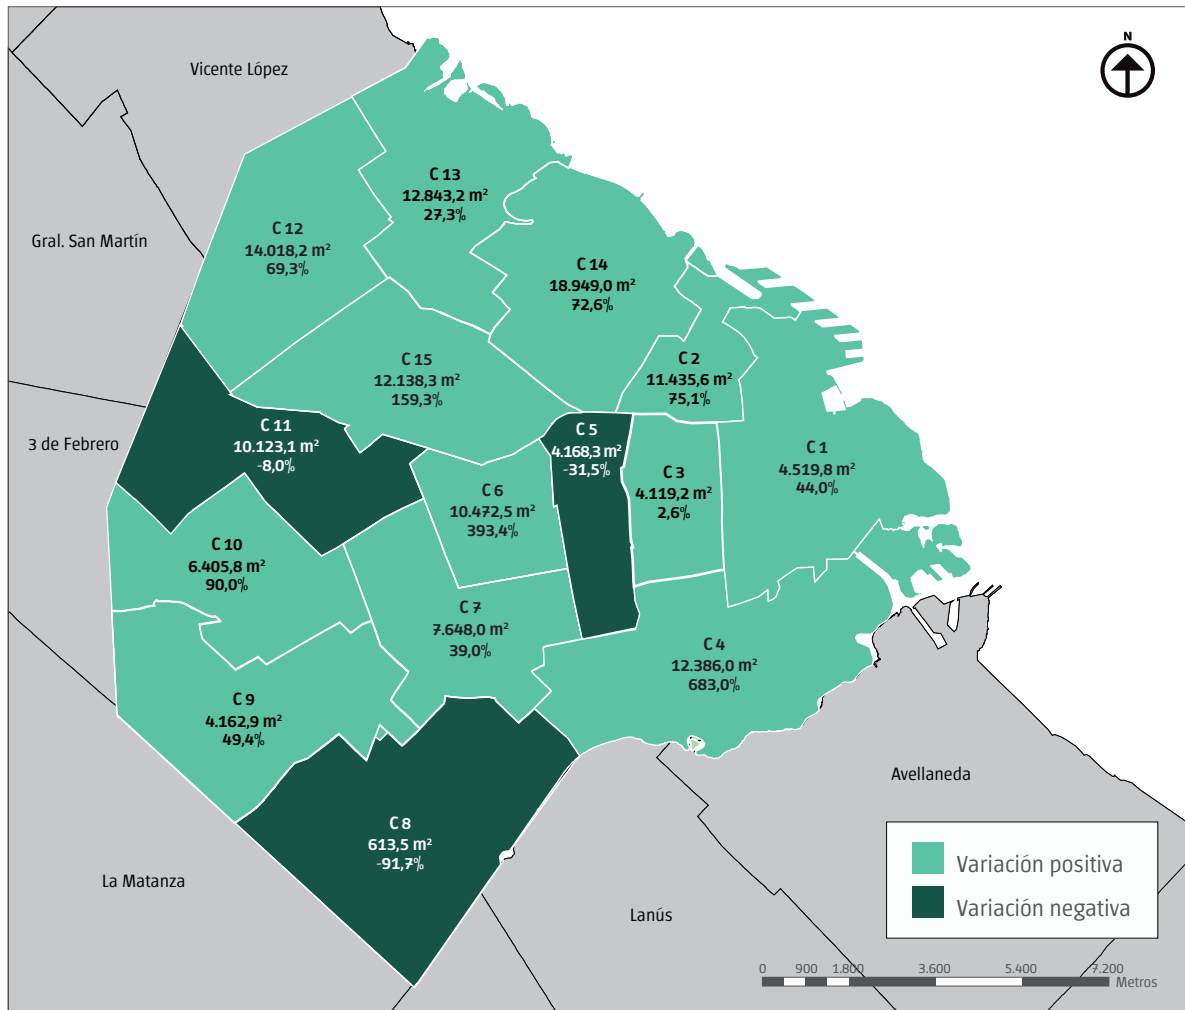 N
Vicente López
C 13
12.843,2 m²
27,3%
C 12
14.018,2 m²
69,3%
Gral. San Martín
C 14
18.949,0 m²
72,6%
C 2
11.435,6 m²
75,1%
C 15
12.138,3 m²
159,3%
3 de Febrero
C 11
10.123,1 m²
-8,0%
C 5
4.168,3 m²
-31,5%
C 1
4.519,8 m²
44,0%
C 3
4.119,2 m²
2,6%
C 6
10.472,5 m²
393,4%
C 10
6.405,8 m²
90,0%
C 7
7.648,0 m²
39,0%
C 4
12.386,0 m²
683,0%
C 9
4.162,9 m²
49,4%
Avellaneda
C 8
613,5 m²
-91,7%
La Matanza
Lanús
Variación positiva
Variación negativa
0 900 1.800 3.600 5.400 7.200
Metros